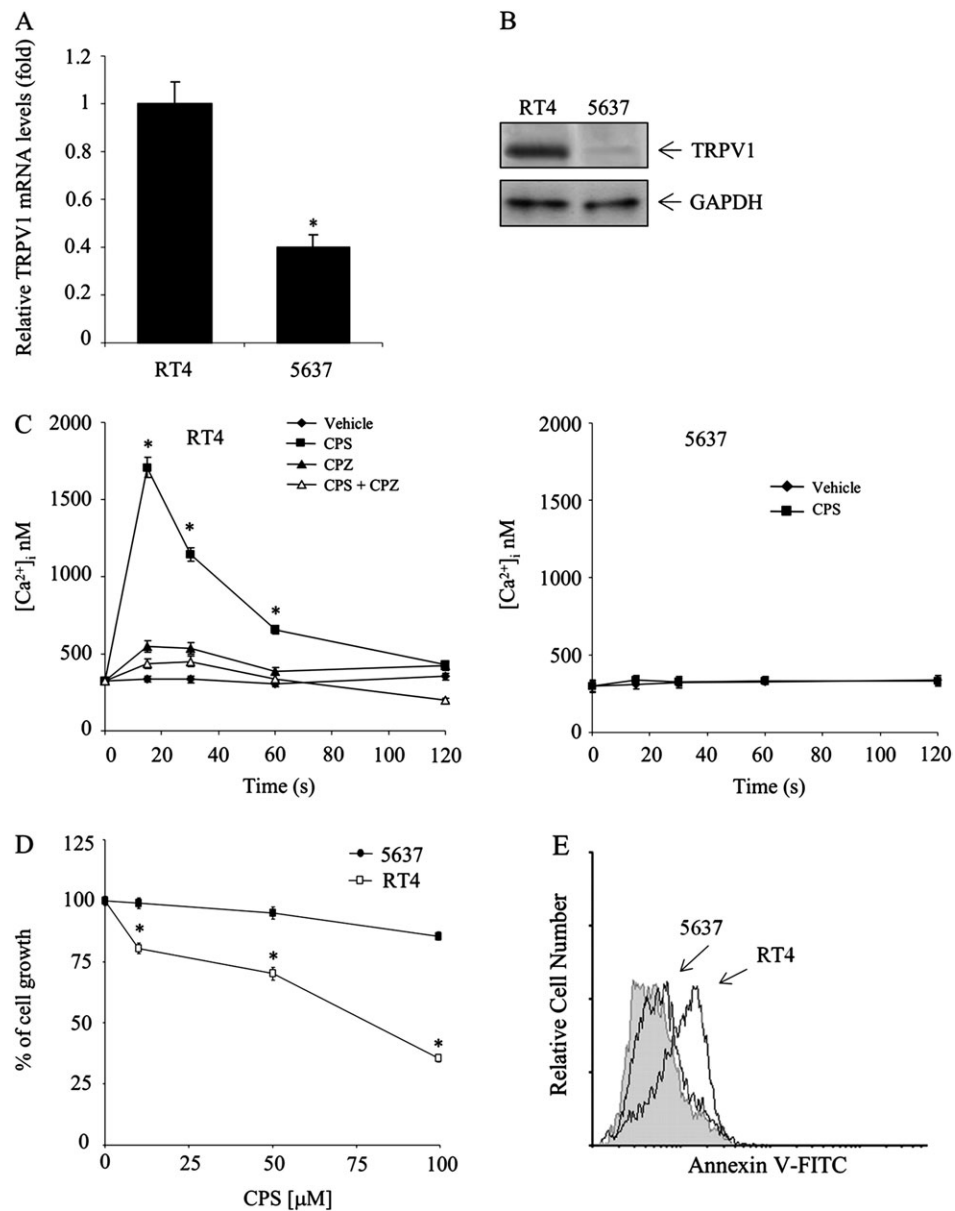 A
Relative TRPV1 mRNA levels (fold)
1.2
1
0.8
0.6
0.4
0.2
0
*
RT4
5637
B
RT4 5637
TRPV1
GAPDH
C
[Ca²⁺]ᵢ nM
2000
1500
1000
500
0
RT4
Vehicle
CPS
CPZ
CPS + CPZ
*
*
*
0 20 40 60 80 100 120
Time (s)
[Ca²⁺]ᵢ nM
2000
1500
1000
500
0
5637
Vehicle
CPS
0 20 40 60 80 100 120
Time (s)
D
% of cell growth
125
100
75
50
25
0
5637
RT4
*
*
*
0 25 50 75 100
CPS [μM]
E
Relative Cell Number
5637
RT4
Annexin V-FITC